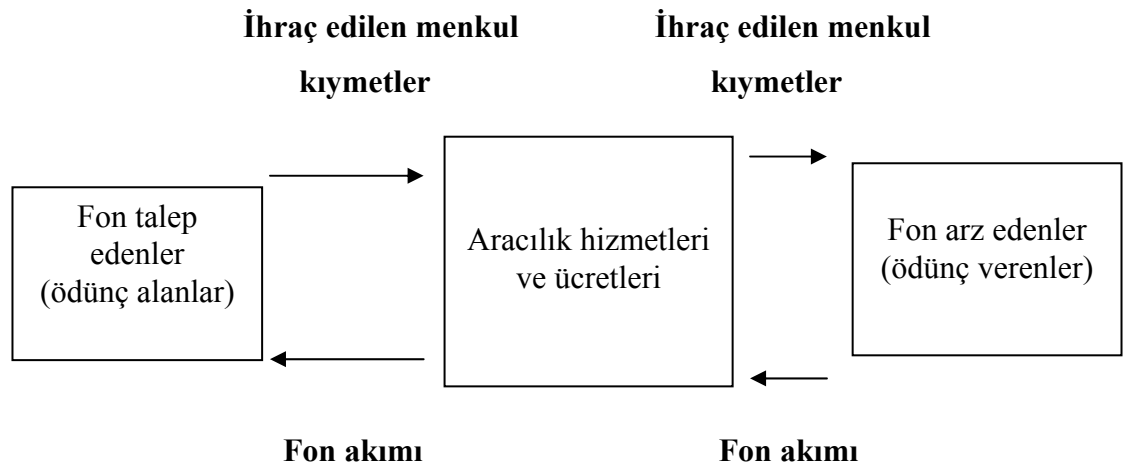 İhraç edilen menkul
kıymetler
İhraç edilen menkul
kıymetler
Fon talep
edenler
(ödünç alanlar)
Aracılık hizmetleri
ve ücretleri
Fon arz edenler
(ödünç verenler)
Fon akımı
Fon akımı